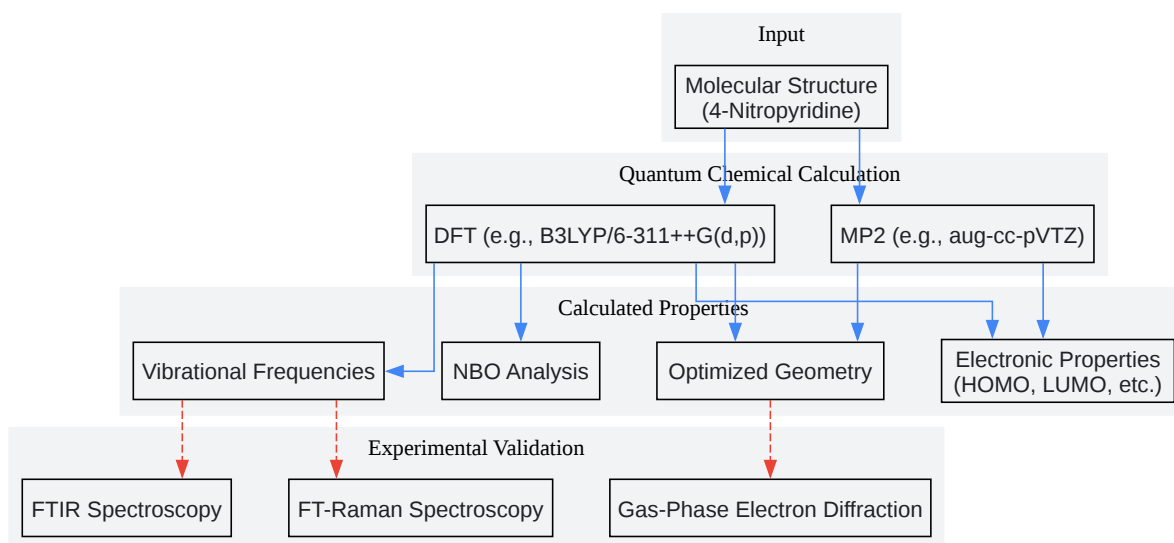 Input
Molecular Structure
(4-Nitropyridine)
Quantum Chemical Calculation
DFT (e.g., B3LYP/6-311++G(d,p))
MP2 (e.g., aug-cc-pVTZ)
Calculated Properties
Vibrational Frequencies
NBO Analysis
Optimized Geometry
Electronic Properties
(HOMO, LUMO, etc.)
Experimental Validation
FTIR Spectroscopy
FT-Raman Spectroscopy
Gas-Phase Electron Diffraction